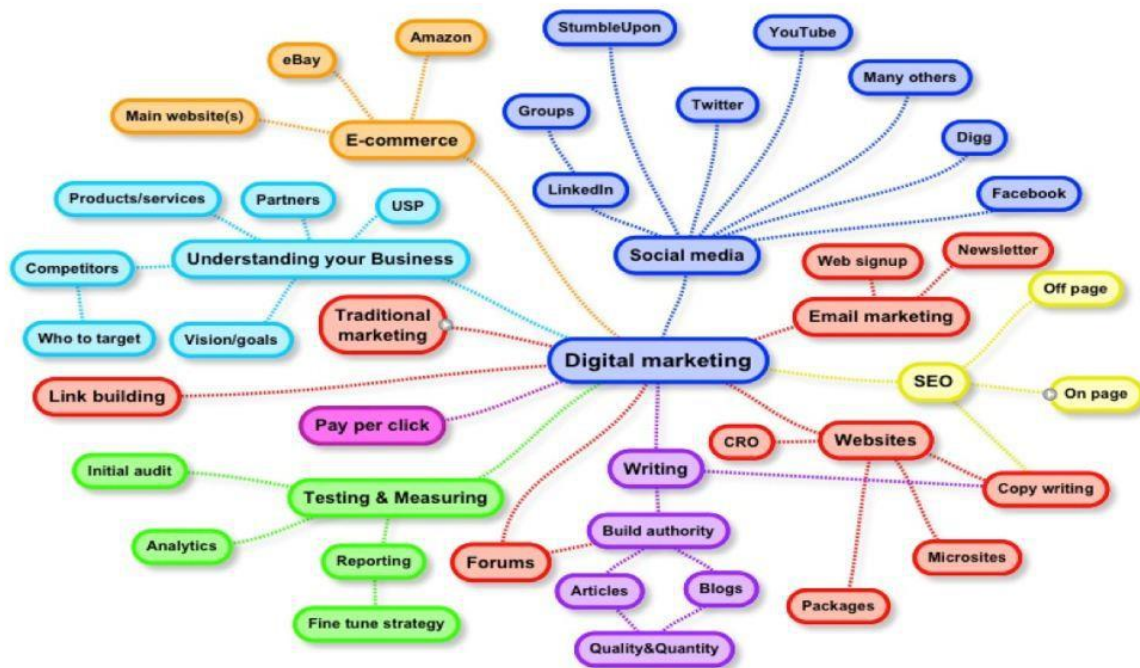 StumbleUpon
YouTube
Amazon
eBay
Many others
Main website(s)
Groups
Twitter
E-commerce
Digg
LinkedIn
Facebook
Products/services
Partners
USP
Social media
Newsletter
Understanding your Business
Web signup
Competitors
Off page
Traditional
marketing
Email marketing
Who to target
Vision/goals
Digital marketing
SEO
Link building
On page
Pay per click
CRO
Websites
Initial audit
Writing
Testing & Measuring
Copy writing
Build authority
Analytics
Reporting
Forums
Microsites
Articles
Blogs
Packages
Fine tune strategy
Quality&Quantity